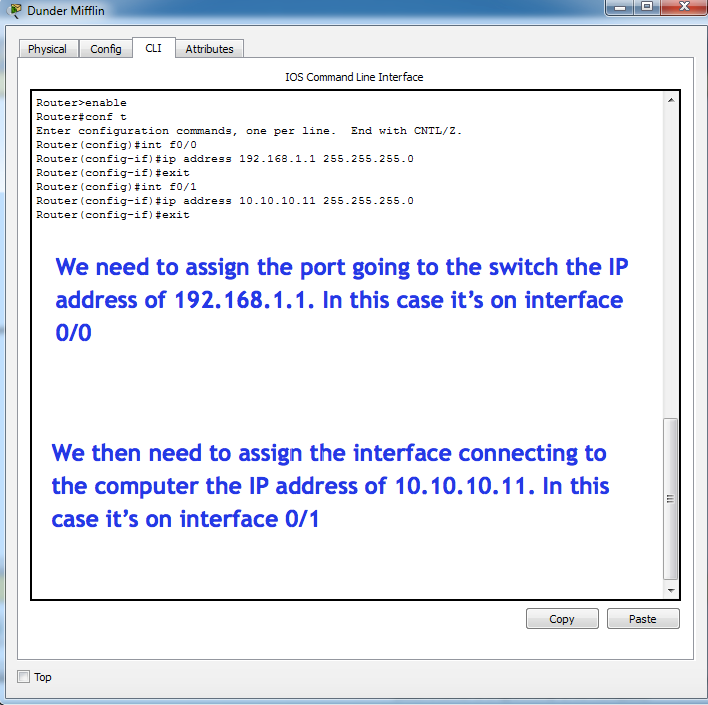 Dunder Mifflin
Physical Config CLI Attributes
IOS Command Line Interface
Router>enable
Router#conf t
Enter configuration commands, one per line.  End with CNTL/Z.
Router(config)#int f0/0
Router(config-if)#ip address 192.168.1.1 255.255.255.0
Router(config-if)#exit
Router(config)#int f0/1
Router(config-if)#ip address 10.10.10.11 255.255.255.0
Router(config-if)#exit
We need to assign the port going to the switch the IP
address of 192.168.1.1. In this case it’s on interface
0/0
We then need to assign the interface connecting to
the computer the IP address of 10.10.10.11. In this
case it’s on interface 0/1
Copy Paste
Top